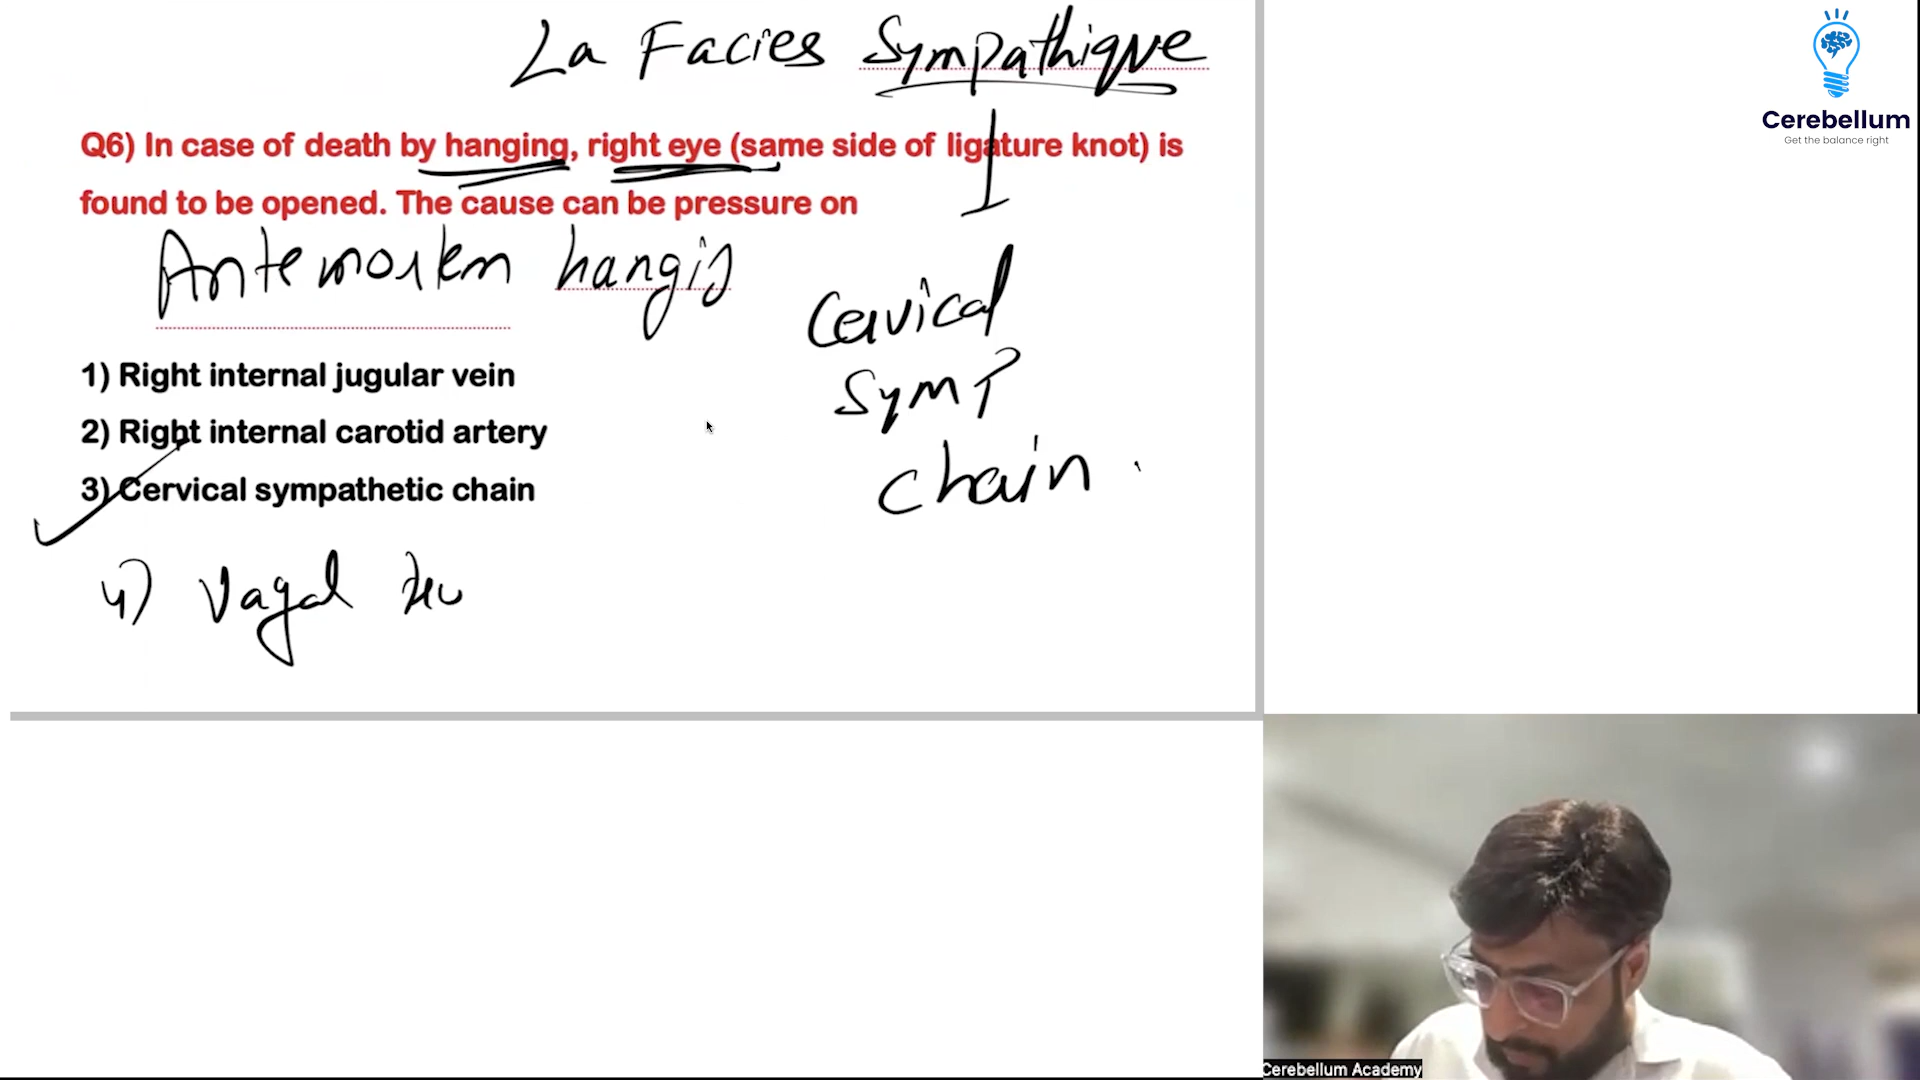 La Facies Sympathique
Q6) In case of death by hanging, right eye (same side of ligature knot) is
found to be opened. The cause can be pressure on
Antemortem hanging
Cervical
Symp
chain
1) Right internal jugular vein
2) Right internal carotid artery
3) Cervical sympathetic chain
4) Vagal
Cerebellum
Get the balance right
Cerebellum Academy